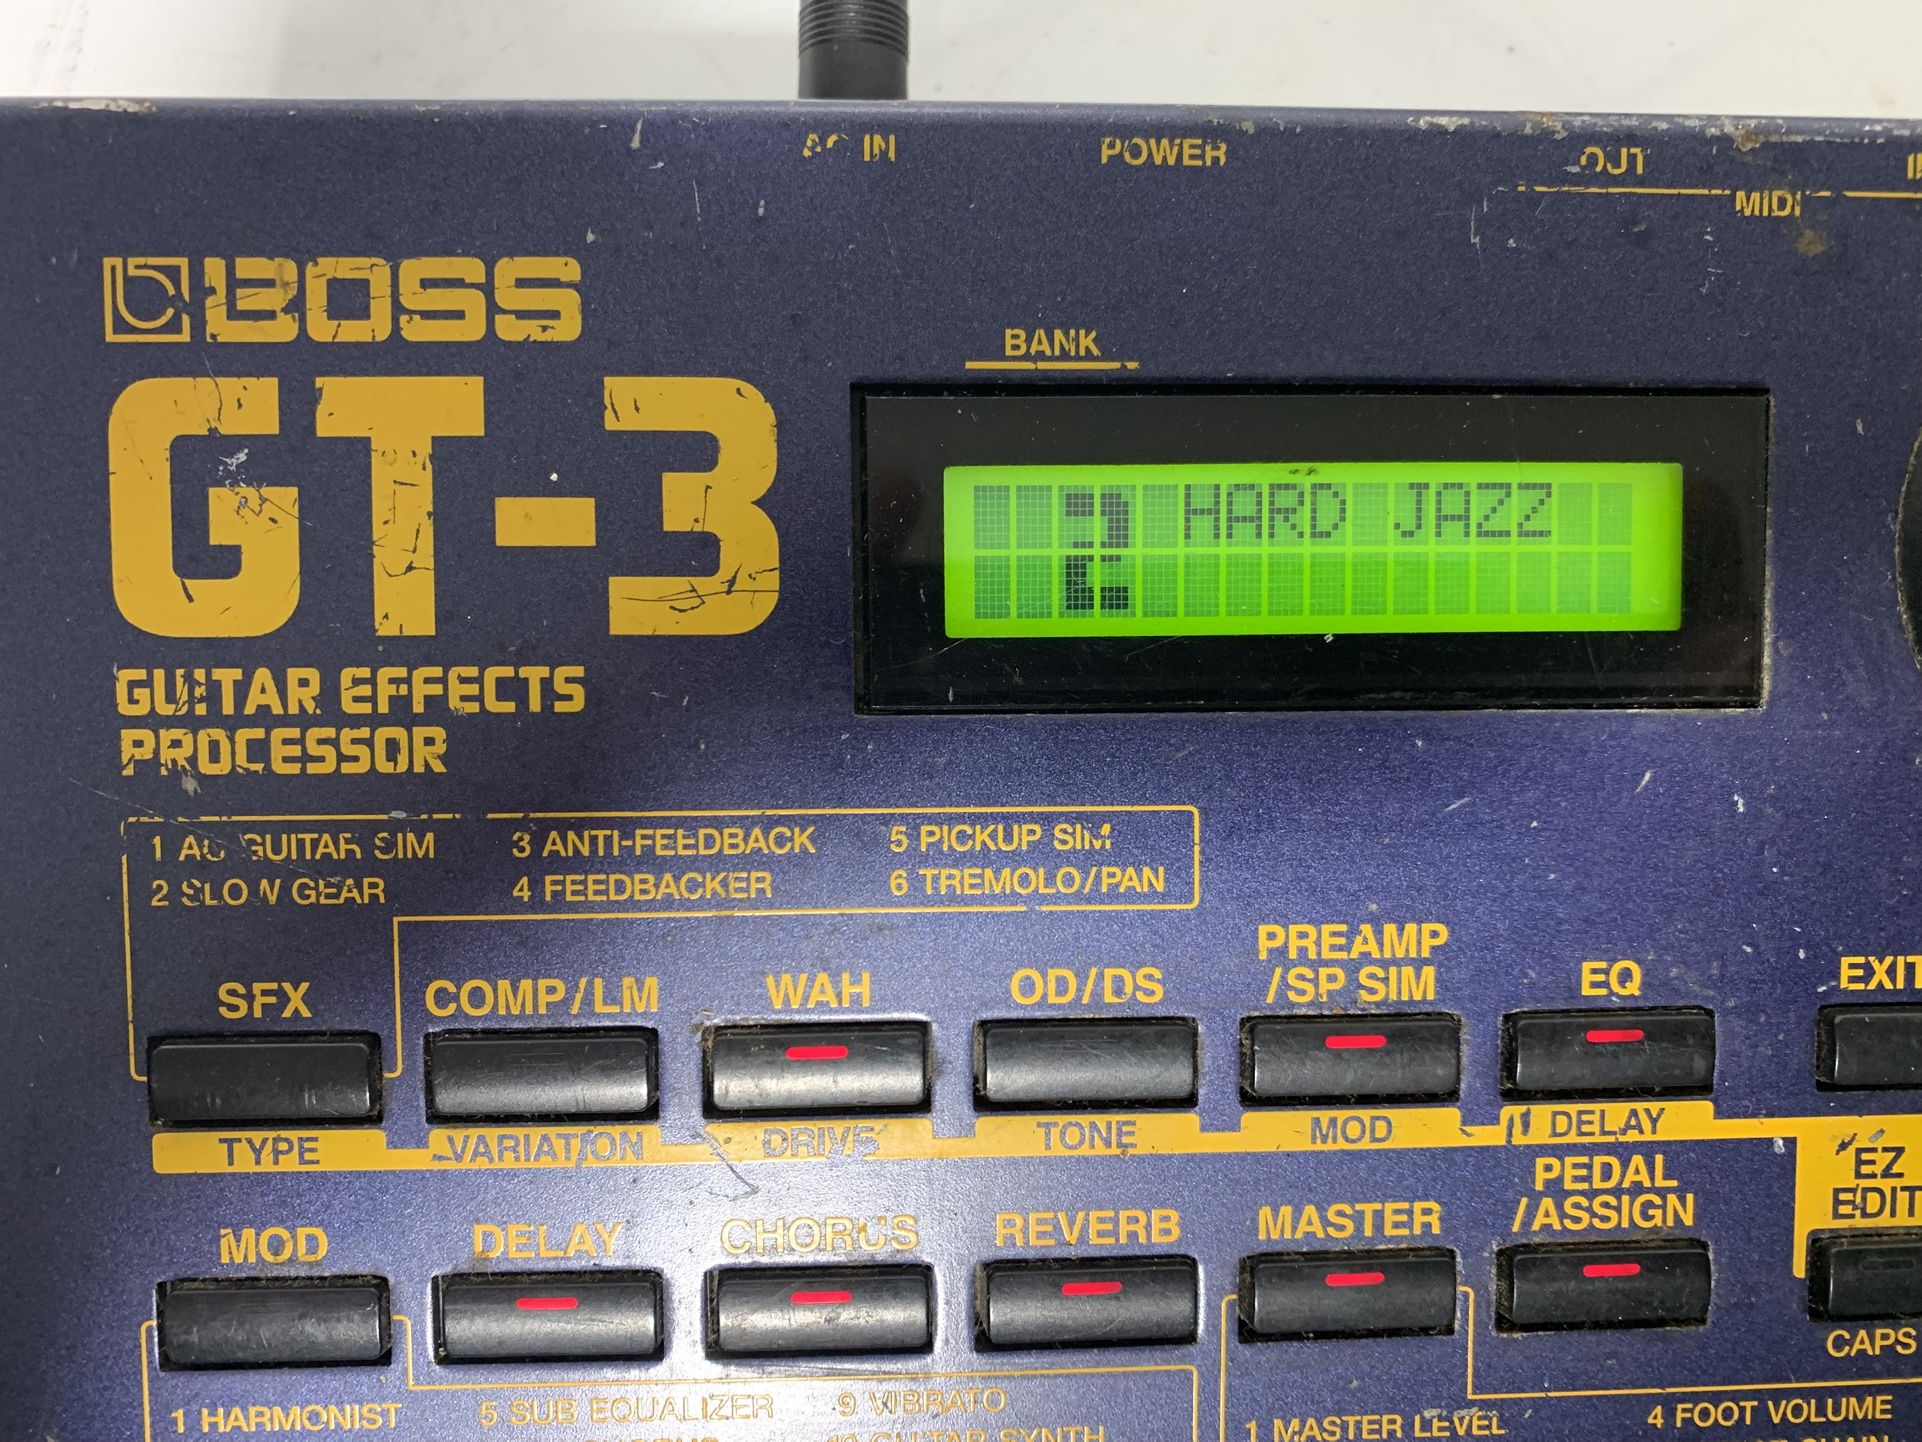 AC IN
POWER
OUT
MIDI
BOSS
BANK
GT-3
2
HARD JAZZ
GUITAR EFFECTS
PROCESSOR
1 AC GUITAR SIM
3 ANTI-FEEDBACK
5 PICKUP SIM
2 SLOW GEAR
4 FEEDBACKER
6 TREMOLO/PAN
PREAMP
/SP SIM
SFX
COMP/LM
WAH
OD/DS
EQ
EXIT
TYPE
VARIATION
DRIVE
TONE
MOD
DELAY
EZ
EDIT
PEDAL
/ASSIGN
MOD
DELAY
CHORUS
REVERB
MASTER
CAPS
1 HARMONIST
5 SUB EQUALIZER
9 VIBRATO
1 MASTER LEVEL
4 FOOT VOLUME
10 GUITAR SYNTH